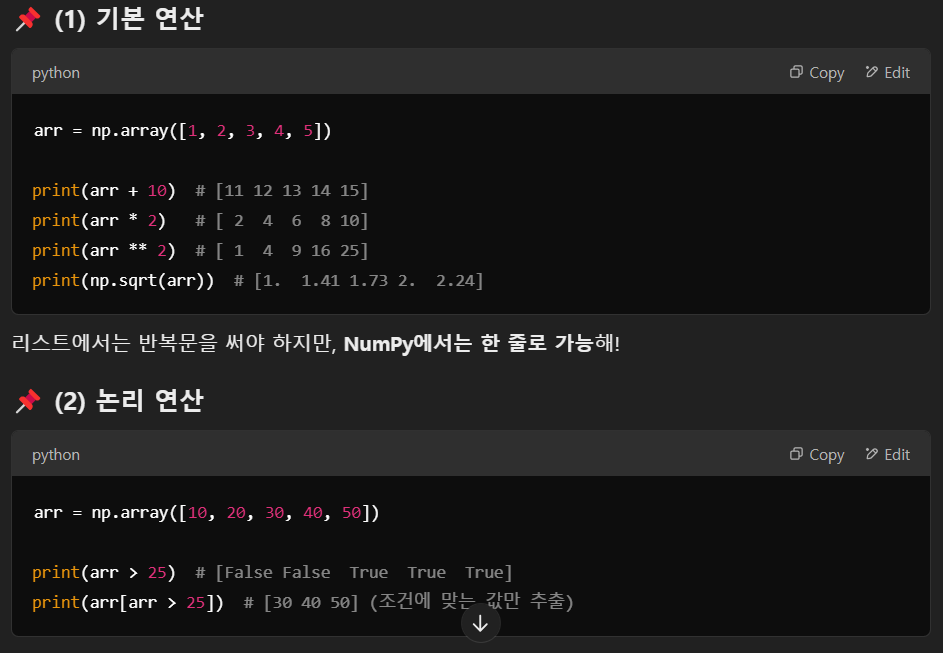 📌 (1) 기본 연산
python Copy Edit
arr = np.array([1, 2, 3, 4, 5])
print(arr + 10)  # [11 12 13 14 15]
print(arr * 2)   # [ 2  4  6  8 10]
print(arr ** 2)  # [ 1  4  9 16 25]
print(np.sqrt(arr))  # [1.  1.41 1.73 2.  2.24]
리스트에서는 반복문을 써야 하지만, NumPy에서는 한 줄로 가능해!
📌 (2) 논리 연산
python Copy Edit
arr = np.array([10, 20, 30, 40, 50])
print(arr > 25)  # [False False  True  True  True]
print(arr[arr > 25])  # [30 40 50] (조건에 맞는 값만 추출)